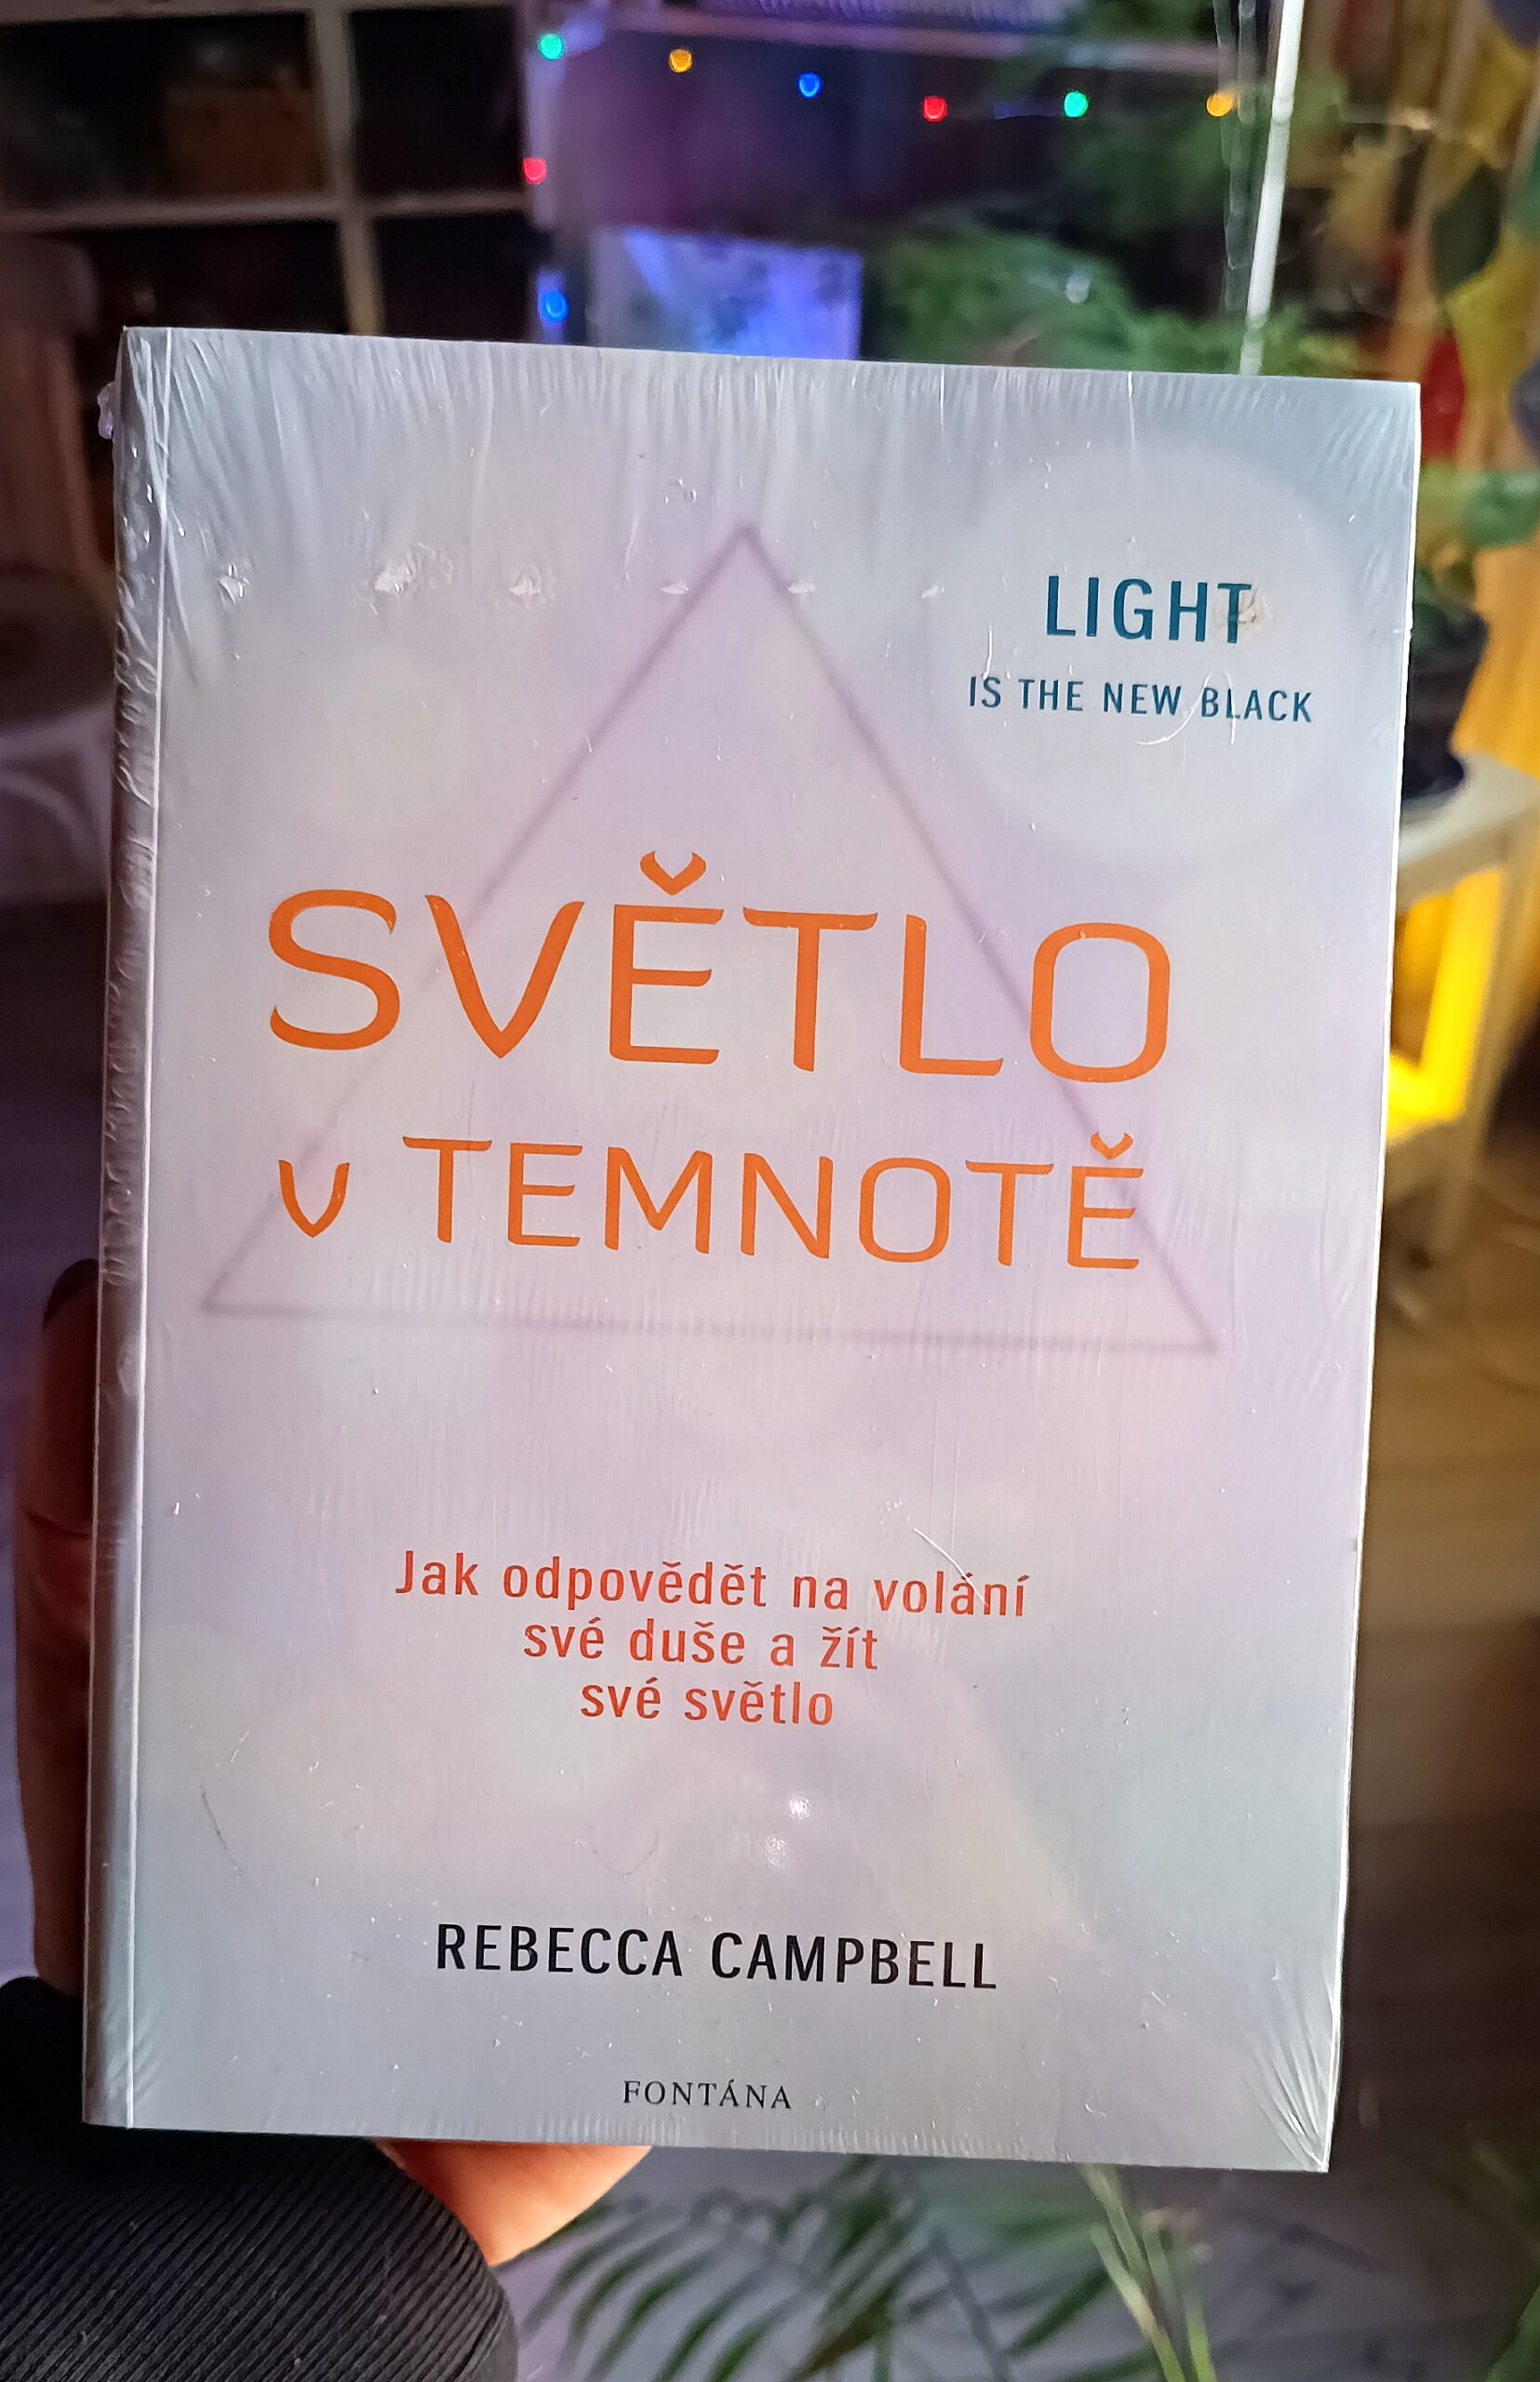 LIGHT
IS THE NEW BLACK
SVĚTLO
V TEMNOTĚ
Jak odpovědět na volání
své duše a žít
své světlo
REBECCA CAMPBELL
FONTÁNA